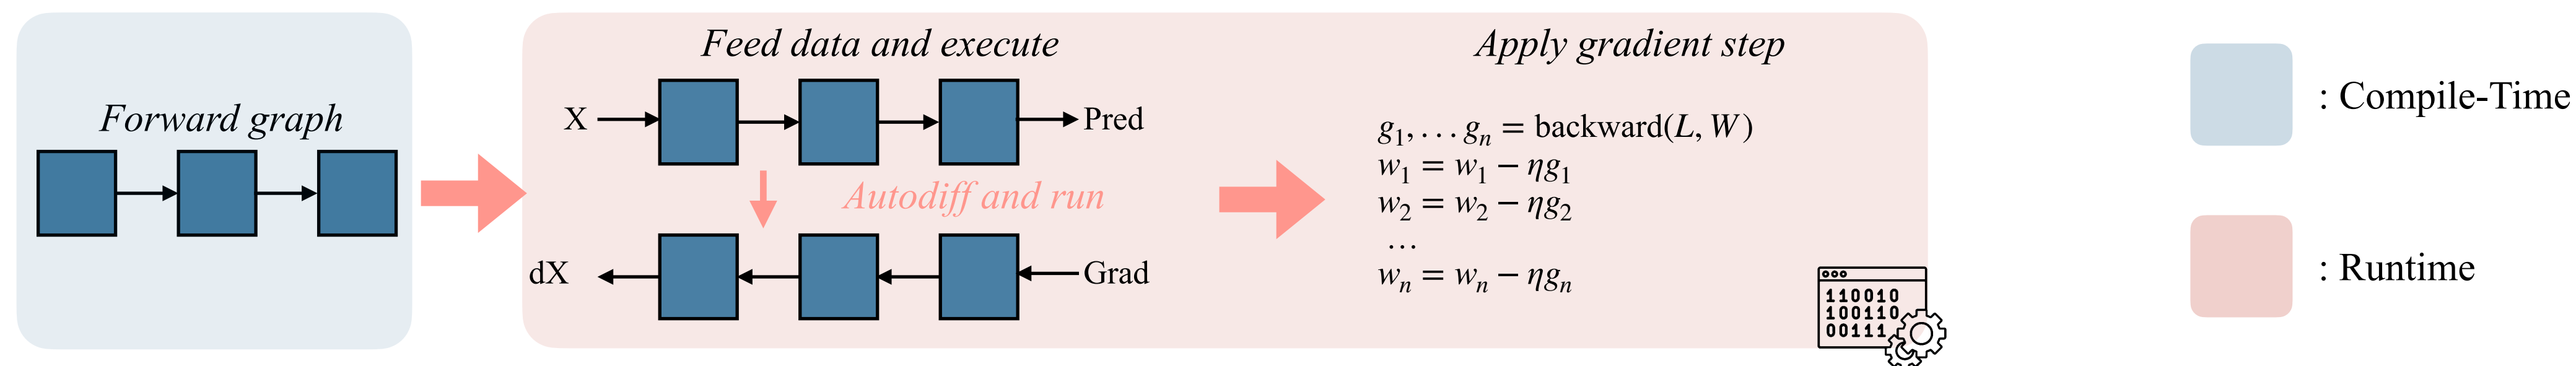 Forward graph
Feed data and execute
X
Pred
Autodiff and run
dX
Grad
Apply gradient step
g₁, … gₙ = backward(L, W)
w₁ = w₁ − ηg₁
w₂ = w₂ − ηg₂
…
wₙ = wₙ − ηgₙ
110010
100110
00111
: Compile-Time
: Runtime